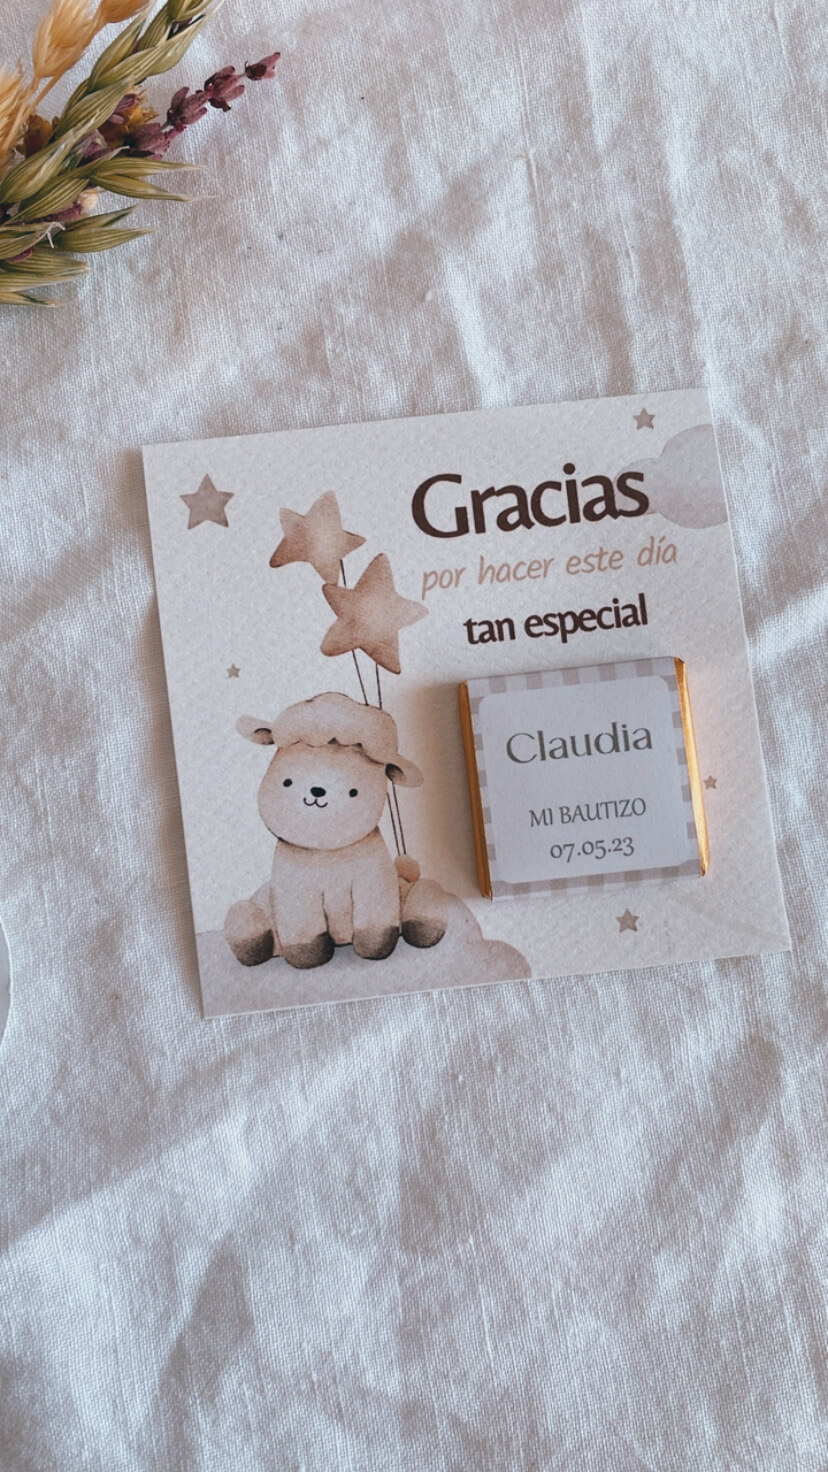 Gracias
por hacer este día
tan especial
Claudia
MI BAUTIZO
07.05.23